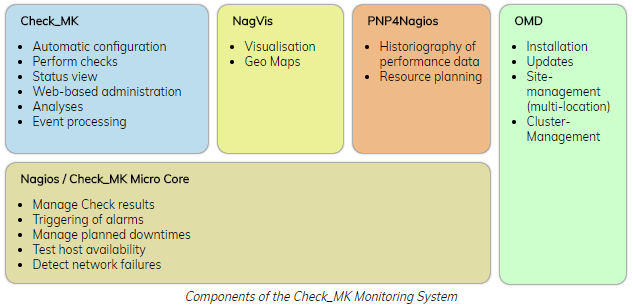 Check_MK
• Automatic configuration
• Perform checks
• Status view
• Web-based administration
• Analyses
• Event processing
NagVis
• Visualisation
• Geo Maps
PNP4Nagios
• Historiography of
performance data
• Resource planning
OMD
• Installation
• Updates
• Site-
management
(multi-location)
• Cluster-
Management
Nagios / Check_MK Micro Core
• Manage Check results
• Triggering of alarms
• Manage planned downtimes
• Test host availability
• Detect network failures
Components of the Check_MK Monitoring System